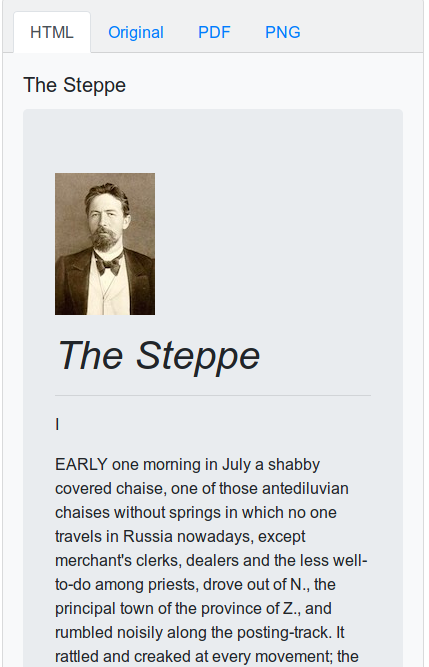 HTML Original PDF PNG
The Steppe
The Steppe
I
EARLY one morning in July a shabby
covered chaise, one of those antediluvian
chaises without springs in which no one
travels in Russia nowadays, except
merchant's clerks, dealers and the less well-
to-do among priests, drove out of N., the
principal town of the province of Z., and
rumbled noisily along the posting-track. It
rattled and creaked at every movement; the